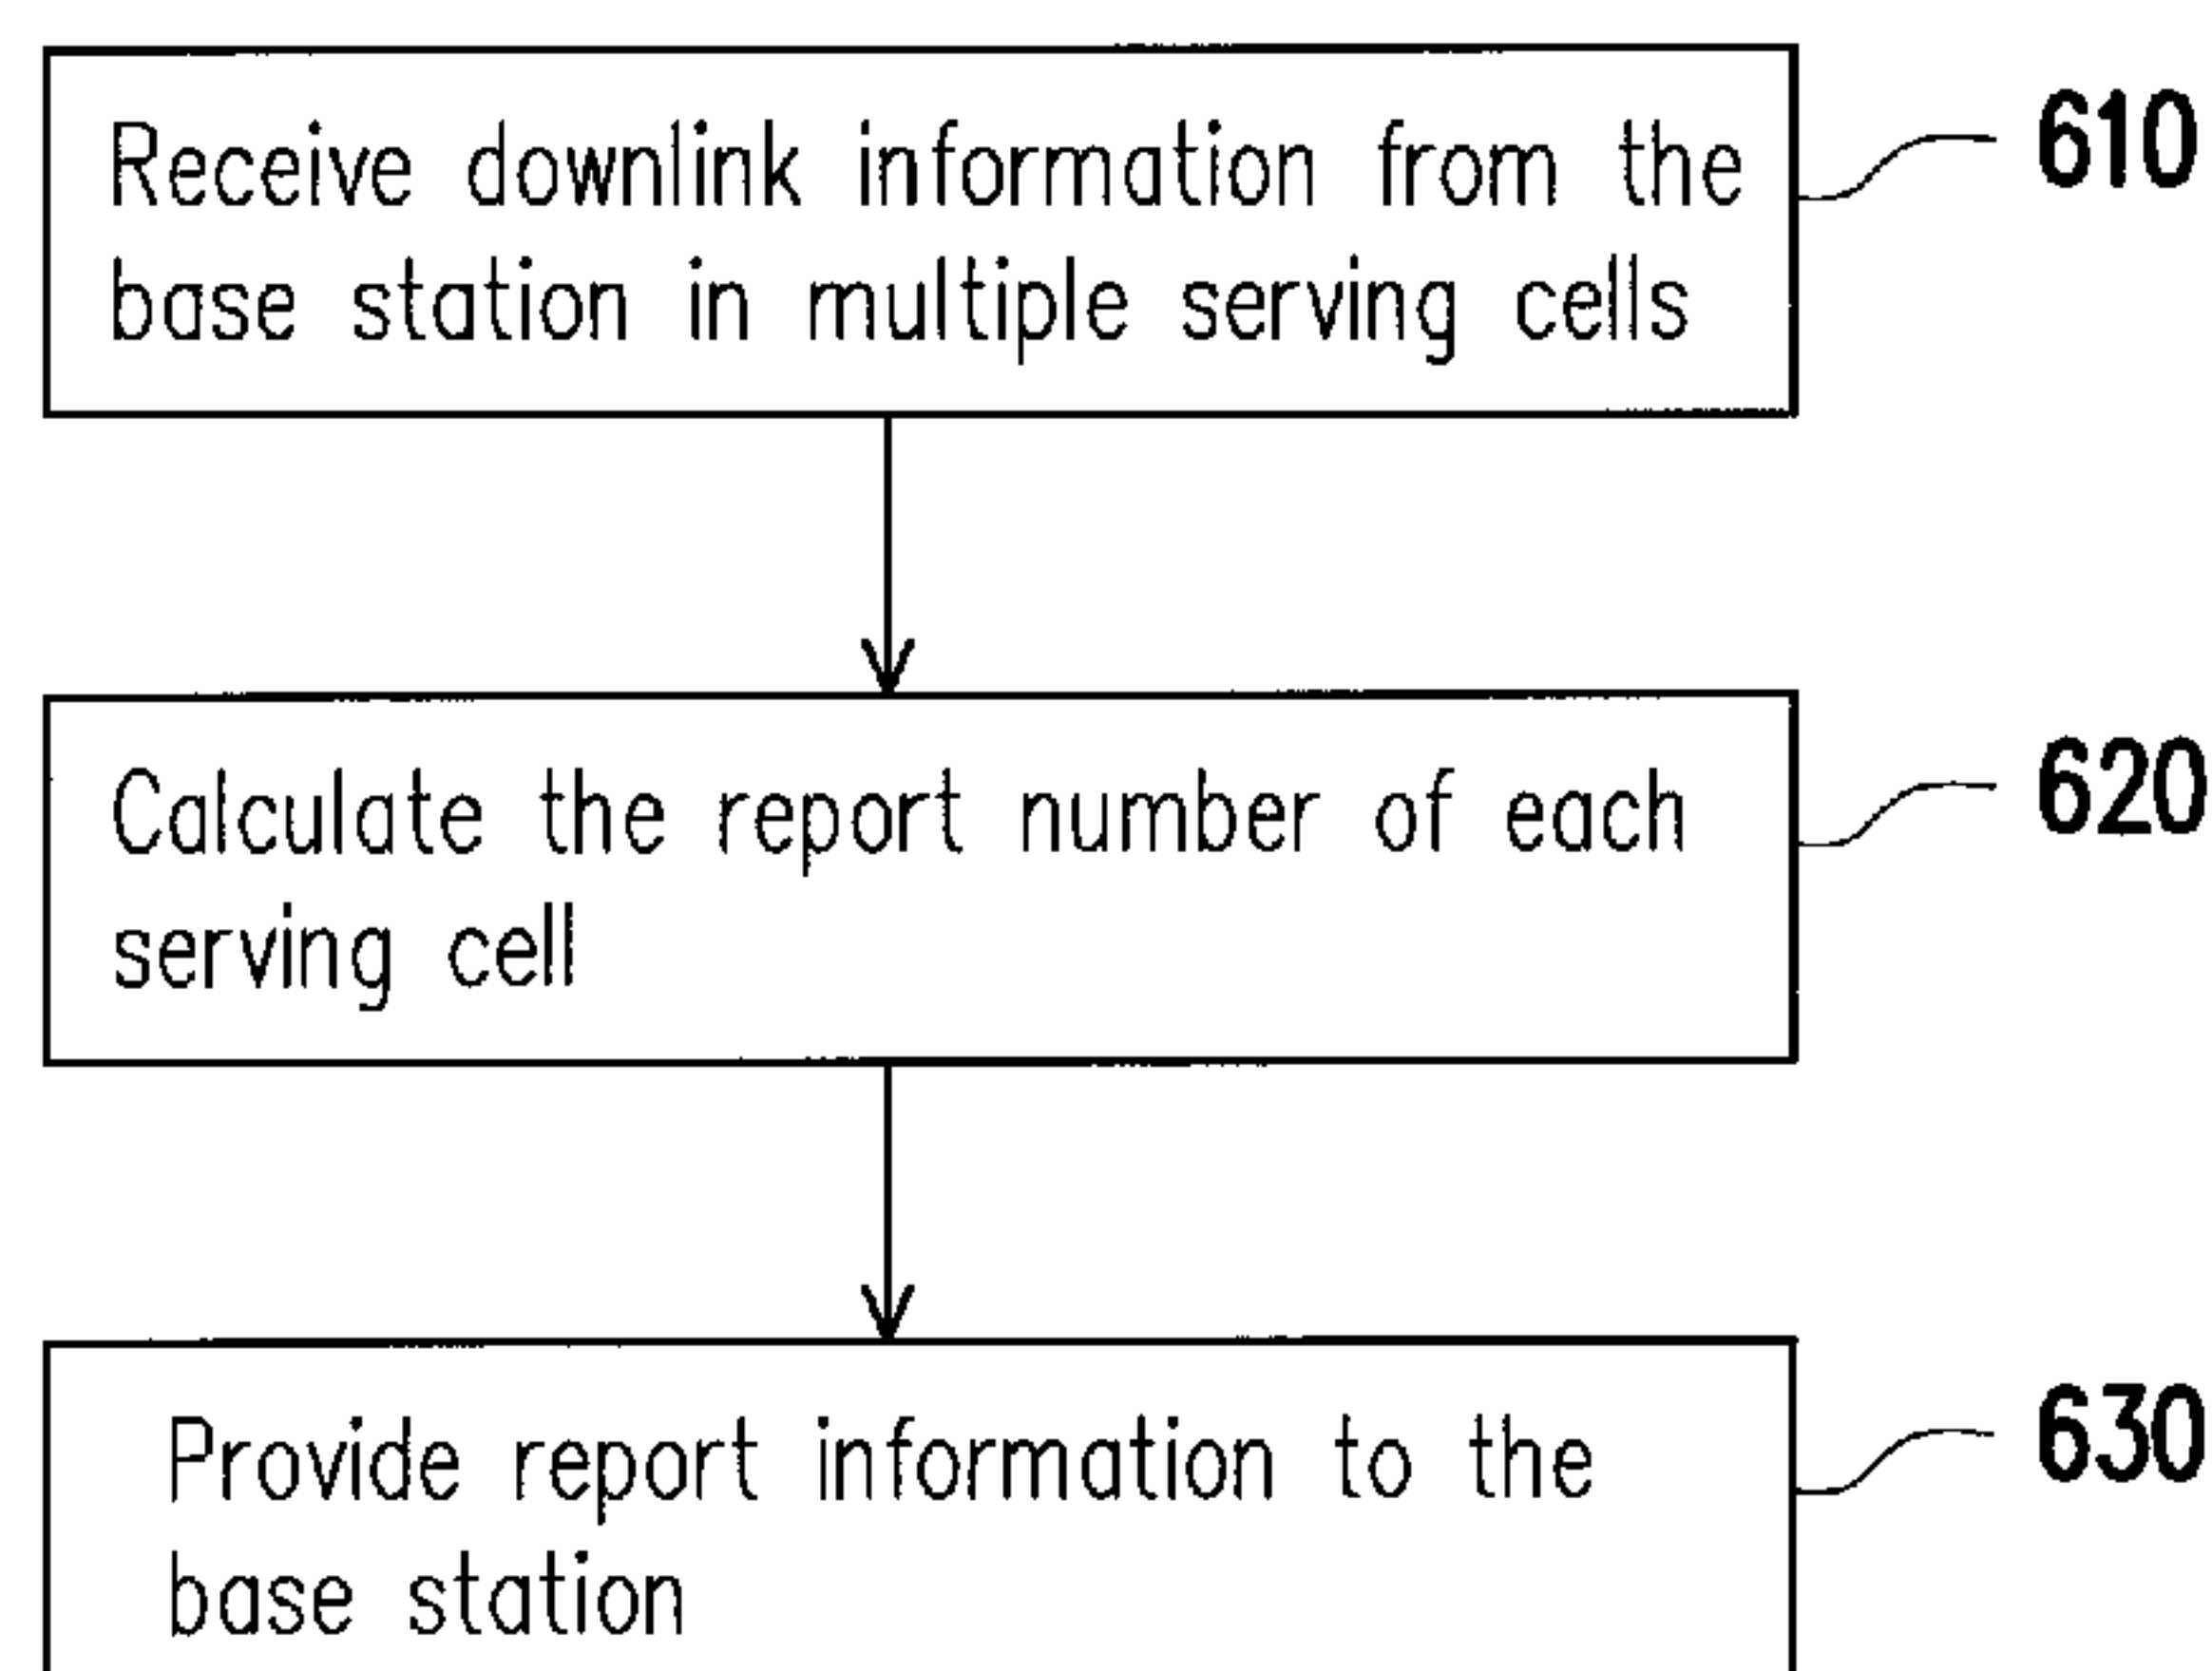 Receive downlink information from the
base station in multiple serving cells
610
Calculate the report number of each
serving cell
620
Provide report information to the
base station
630